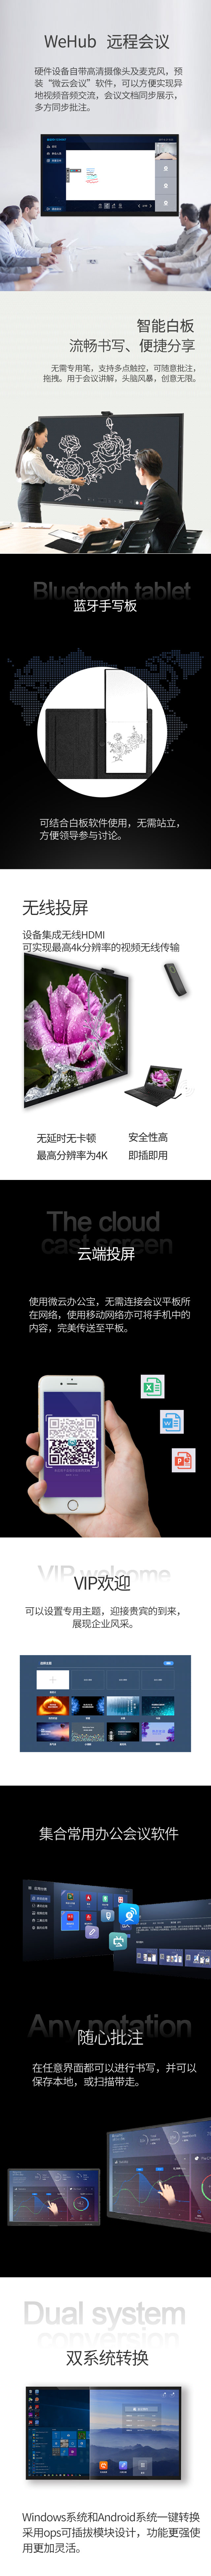 WeHub 远程会议
硬件设备自带高清摄像头及麦克风，预
装“微云会议”软件，可以方便实现异
地视频音频交流，会议文档同步展示，
多方同步批注。
智能白板
流畅书写、便捷分享
无需专用笔，支持多点触控，可随意批注，
拖拽。用于会议讲解，头脑风暴，创意无限。
Bluetooth tablet
蓝牙手写板
可结合白板软件使用，无需站立，
方便领导参与讨论。
无线投屏
设备集成无线HDMI
可实现最高4k分辨率的视频无线传输
无延时无卡顿
安全性高
最高分辨率为4K
即插即用
The cloud
cast screen
云端投屏
使用微云办公宝，无需连接会议平板所
在网络，使用移动网络亦可将手机中的
内容，完美传送至平板。
VIP welcome
VIP欢迎
可以设置专用主题，迎接贵宾的到来，
展现企业风采。
集合常用办公会议软件
Any notation
随心批注
在任意界面都可以进行书写，并可以
保存本地，或扫描带走。
Dual system
conversion
双系统转换
Windows系统和Android系统一键转换
采用ops可插拔模块设计，功能更强使
用更加灵活。